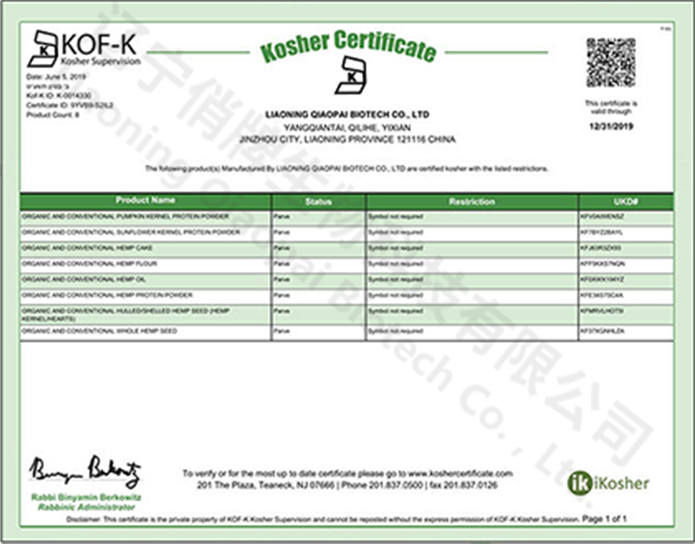 KOF-K
Kosher Supervision
Kosher Certificate
K
Date: June 5, 2019
Kof-K ID: K-0014330
Certificate ID:
Product Count: 8
This certificate is
valid through
12/31/2019
LIAONING QIAOPAI BIOTECH CO., LTD
YANGQIANTAI, QILIHE, YIXIAN
JINZHOU CITY, LIAONING PROVINCE 121116 CHINA
The following product(s) Manufactured By LIAONING QIAOPAI BIOTECH CO., LTD are certified kosher with the listed restrictions.
Product Name Status Restriction UKD#
ORGANIC AND CONVENTIONAL PUMPKIN KERNEL PROTEIN POWDER Parve Symbol not required
ORGANIC AND CONVENTIONAL SUNFLOWER KERNEL PROTEIN POWDER Parve Symbol not required
ORGANIC AND CONVENTIONAL HEMP CAKE Parve Symbol not required
ORGANIC AND CONVENTIONAL HEMP FLOUR Parve Symbol not required
ORGANIC AND CONVENTIONAL HEMP OIL Parve Symbol not required
ORGANIC AND CONVENTIONAL HEMP PROTEIN POWDER Parve Symbol not required
ORGANIC AND CONVENTIONAL HULLED/SHELLED HEMP SEED (HEMP Parve Symbol not required
KERNEL/HEARTS)
ORGANIC AND CONVENTIONAL WHOLE HEMP SEED Parve Symbol not required
辽宁俏牌生物科技有限公司
Liaoning Qiaopai Biotech Co., Ltd.
Rabbi Binyamin Berkowitz
Rabbinic Administrator
To verify or for the most up to date certificate please go to www.koshercertificate.com
201 The Plaza, Teaneck, NJ 07666 | Phone 201.837.0500 | fax 201.837.0126
ik iKosher
Disclaimer: This certificate is the private property of KOF-K Kosher Supervision and cannot be reposted without the express permission of KOF-K Kosher Supervision. Page 1 of 1